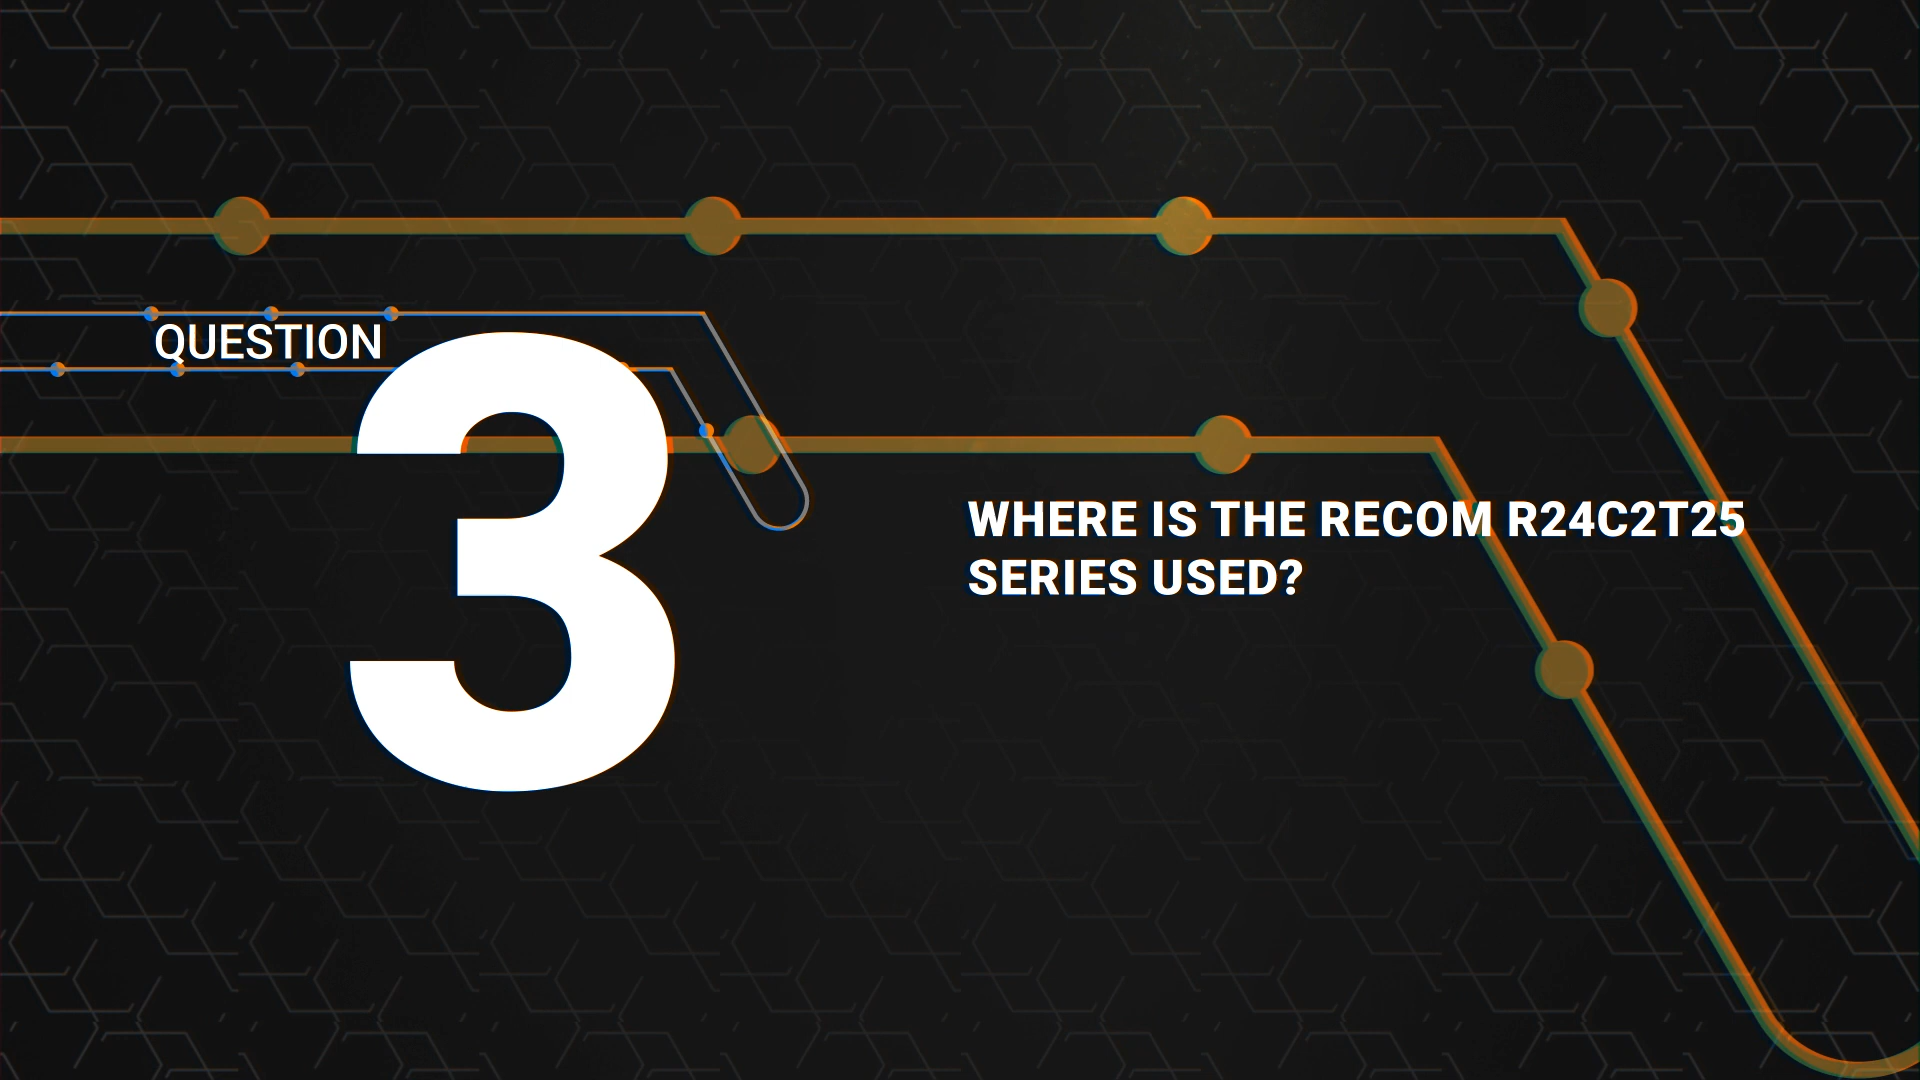 QUESTION
3
WHERE IS THE RECOM R24C2T25
SERIES USED?